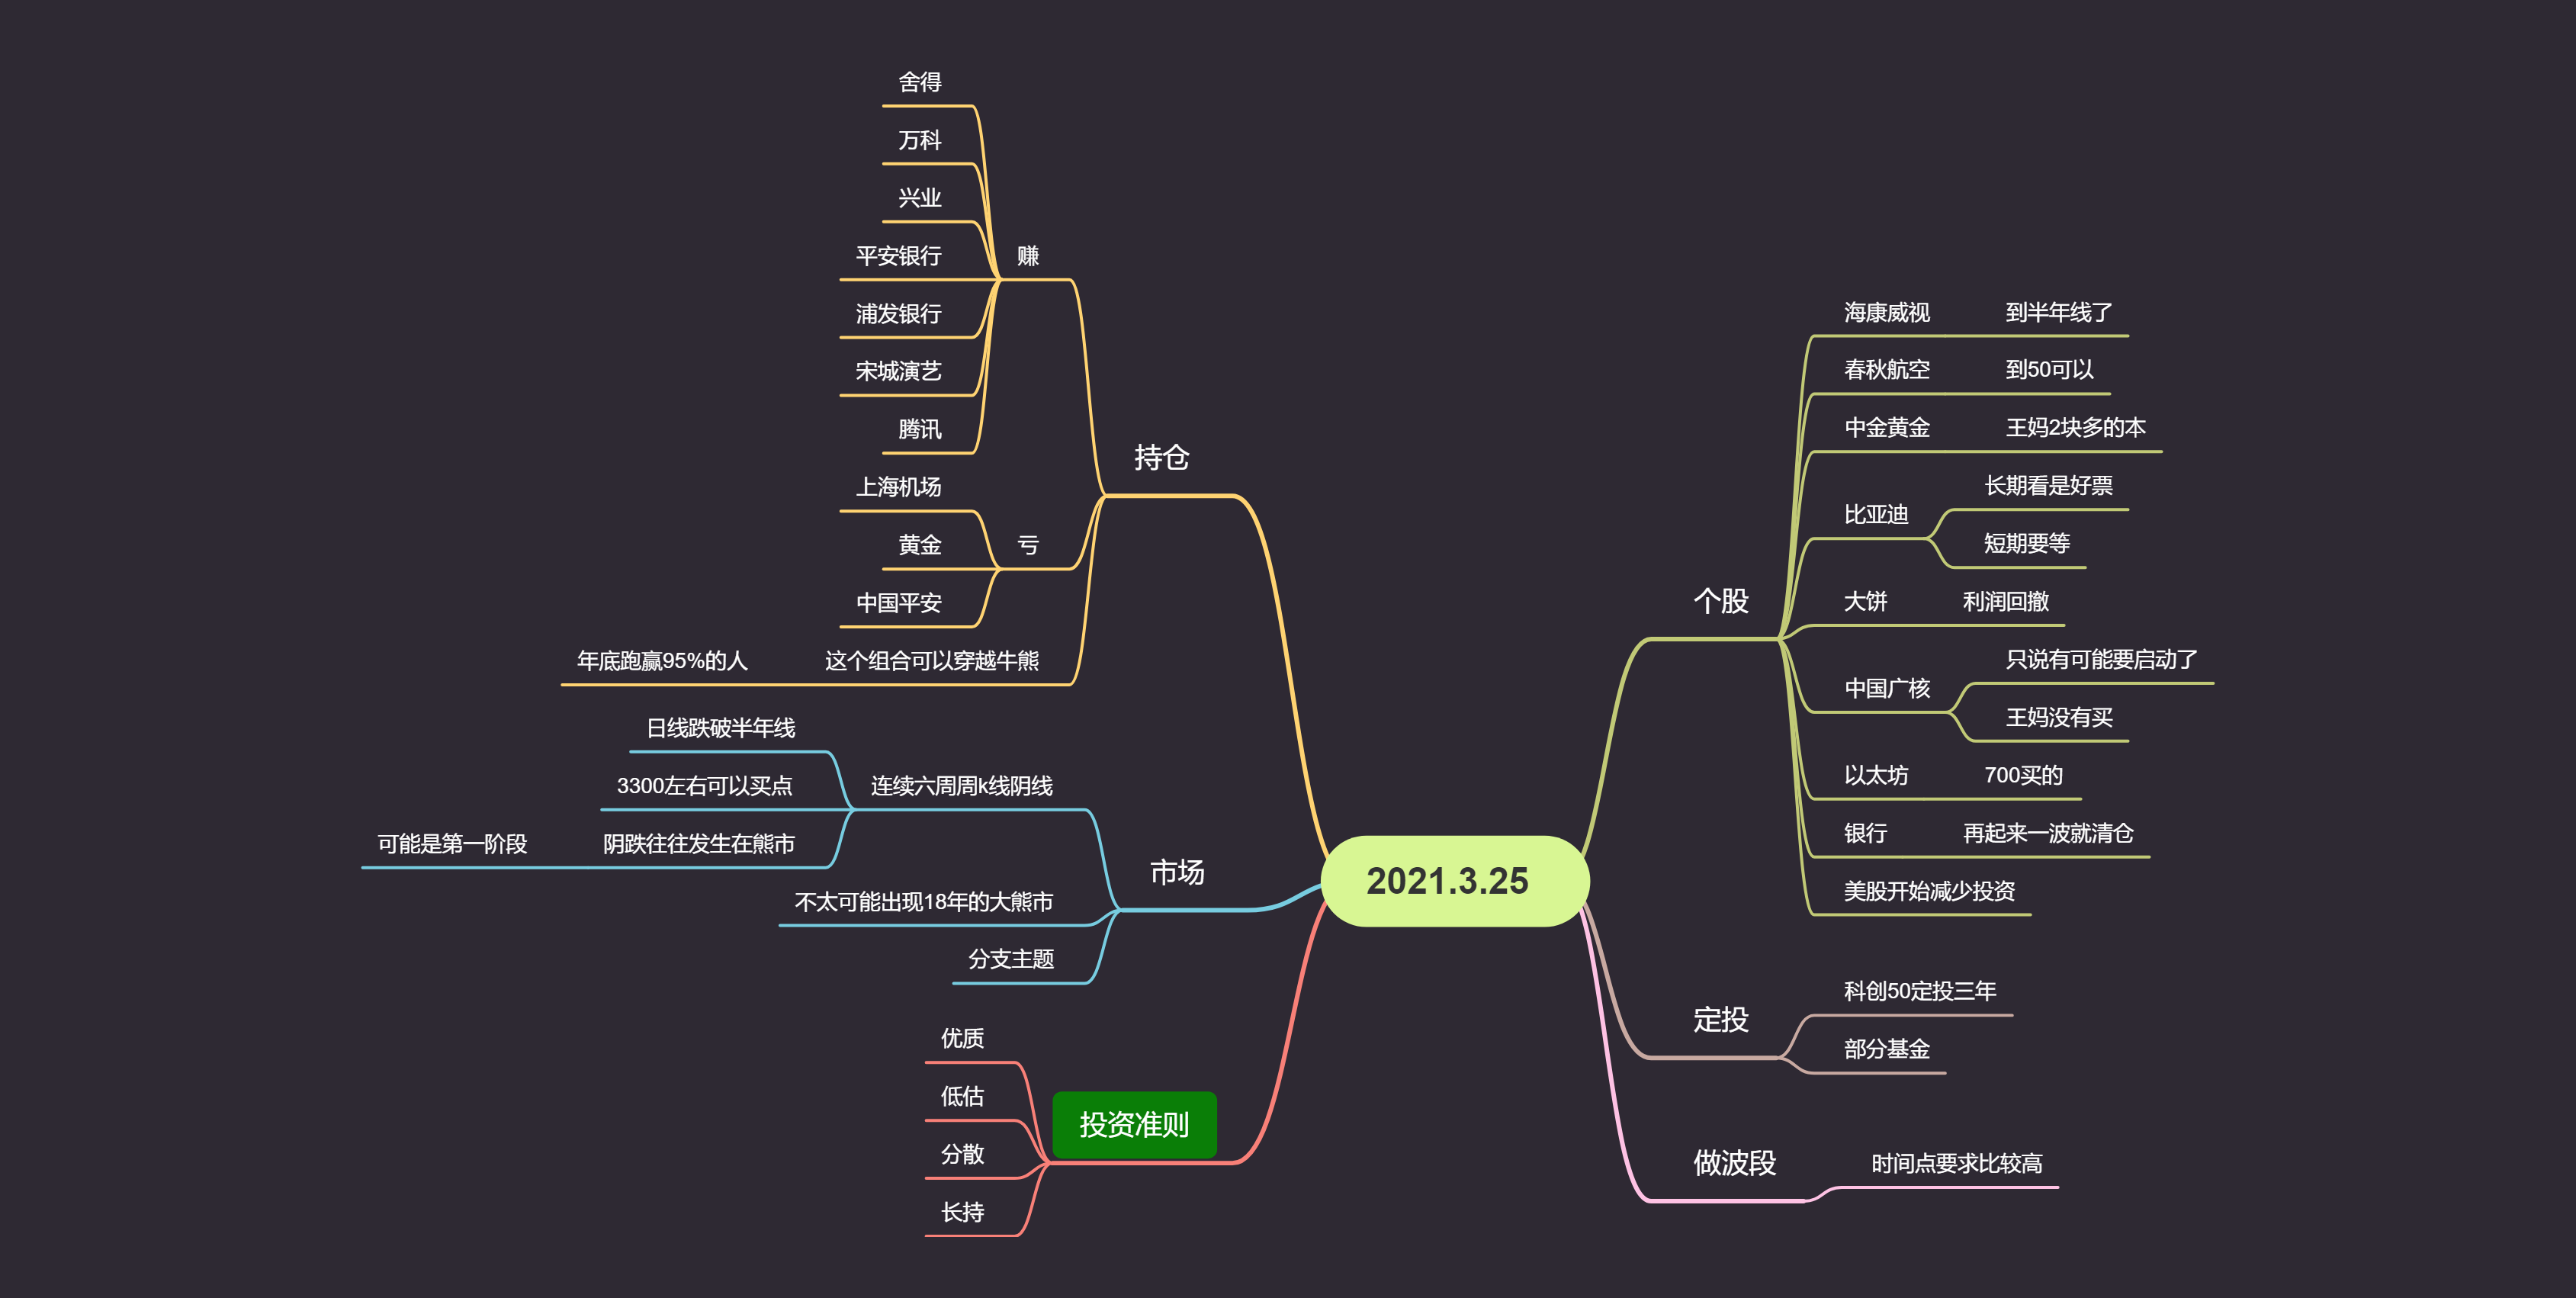 2021.3.25
个股
海康威视
到半年线了
春秋航空
到50可以
中金黄金
王妈2块多的本
比亚迪
长期看是好票
短期要等
大饼
利润回撤
中国广核
只说有可能要启动了
王妈没有买
以太坊
700买的
银行
再起来一波就清仓
美股开始减少投资
定投
科创50定投三年
部分基金
做波段
时间点要求比较高
持仓
赚
舍得
万科
兴业
平安银行
浦发银行
宋城演艺
腾讯
亏
上海机场
黄金
中国平安
这个组合可以穿越牛熊
年底跑赢95%的人
市场
连续六周周k线阴线
日线跌破半年线
3300左右可以买点
阴跌往往发生在熊市
可能是第一阶段
不太可能出现18年的大熊市
分支主题
投资准则
优质
低估
分散
长持